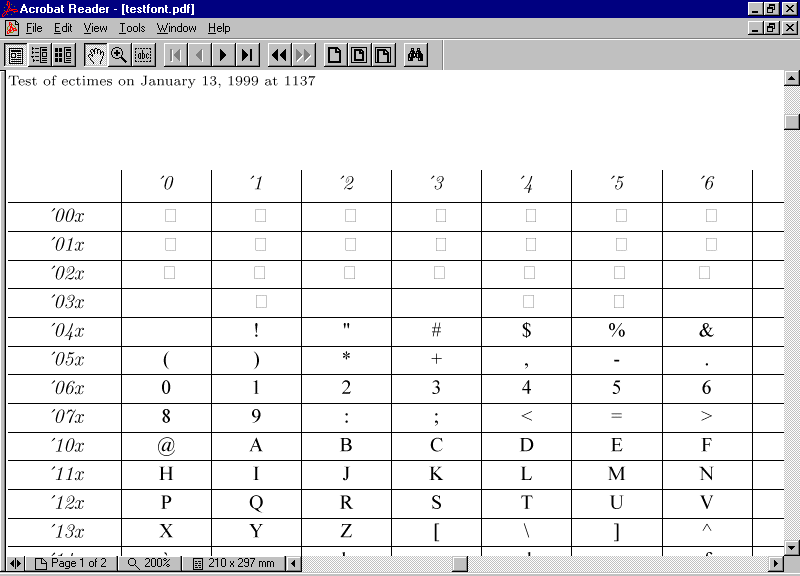 Acrobat Reader - [testfont.pdf]
File Edit View Tools Window Help
abc
Test of ectimes on January 13, 1999 at 1137
´0 ´1 ´2 ´3 ´4 ´5 ´6
´00x
´01x
´02x
´03x
´04x ! " # $ % &
´05x ( ) * + , - .
´06x 0 1 2 3 4 5 6
´07x 8 9 : ; < = >
´10x @ A B C D E F
´11x H I J K L M N
´12x P Q R S T U V
´13x X Y Z [ \ ] ^
Page 1 of 2 200% 210 x 297 mm